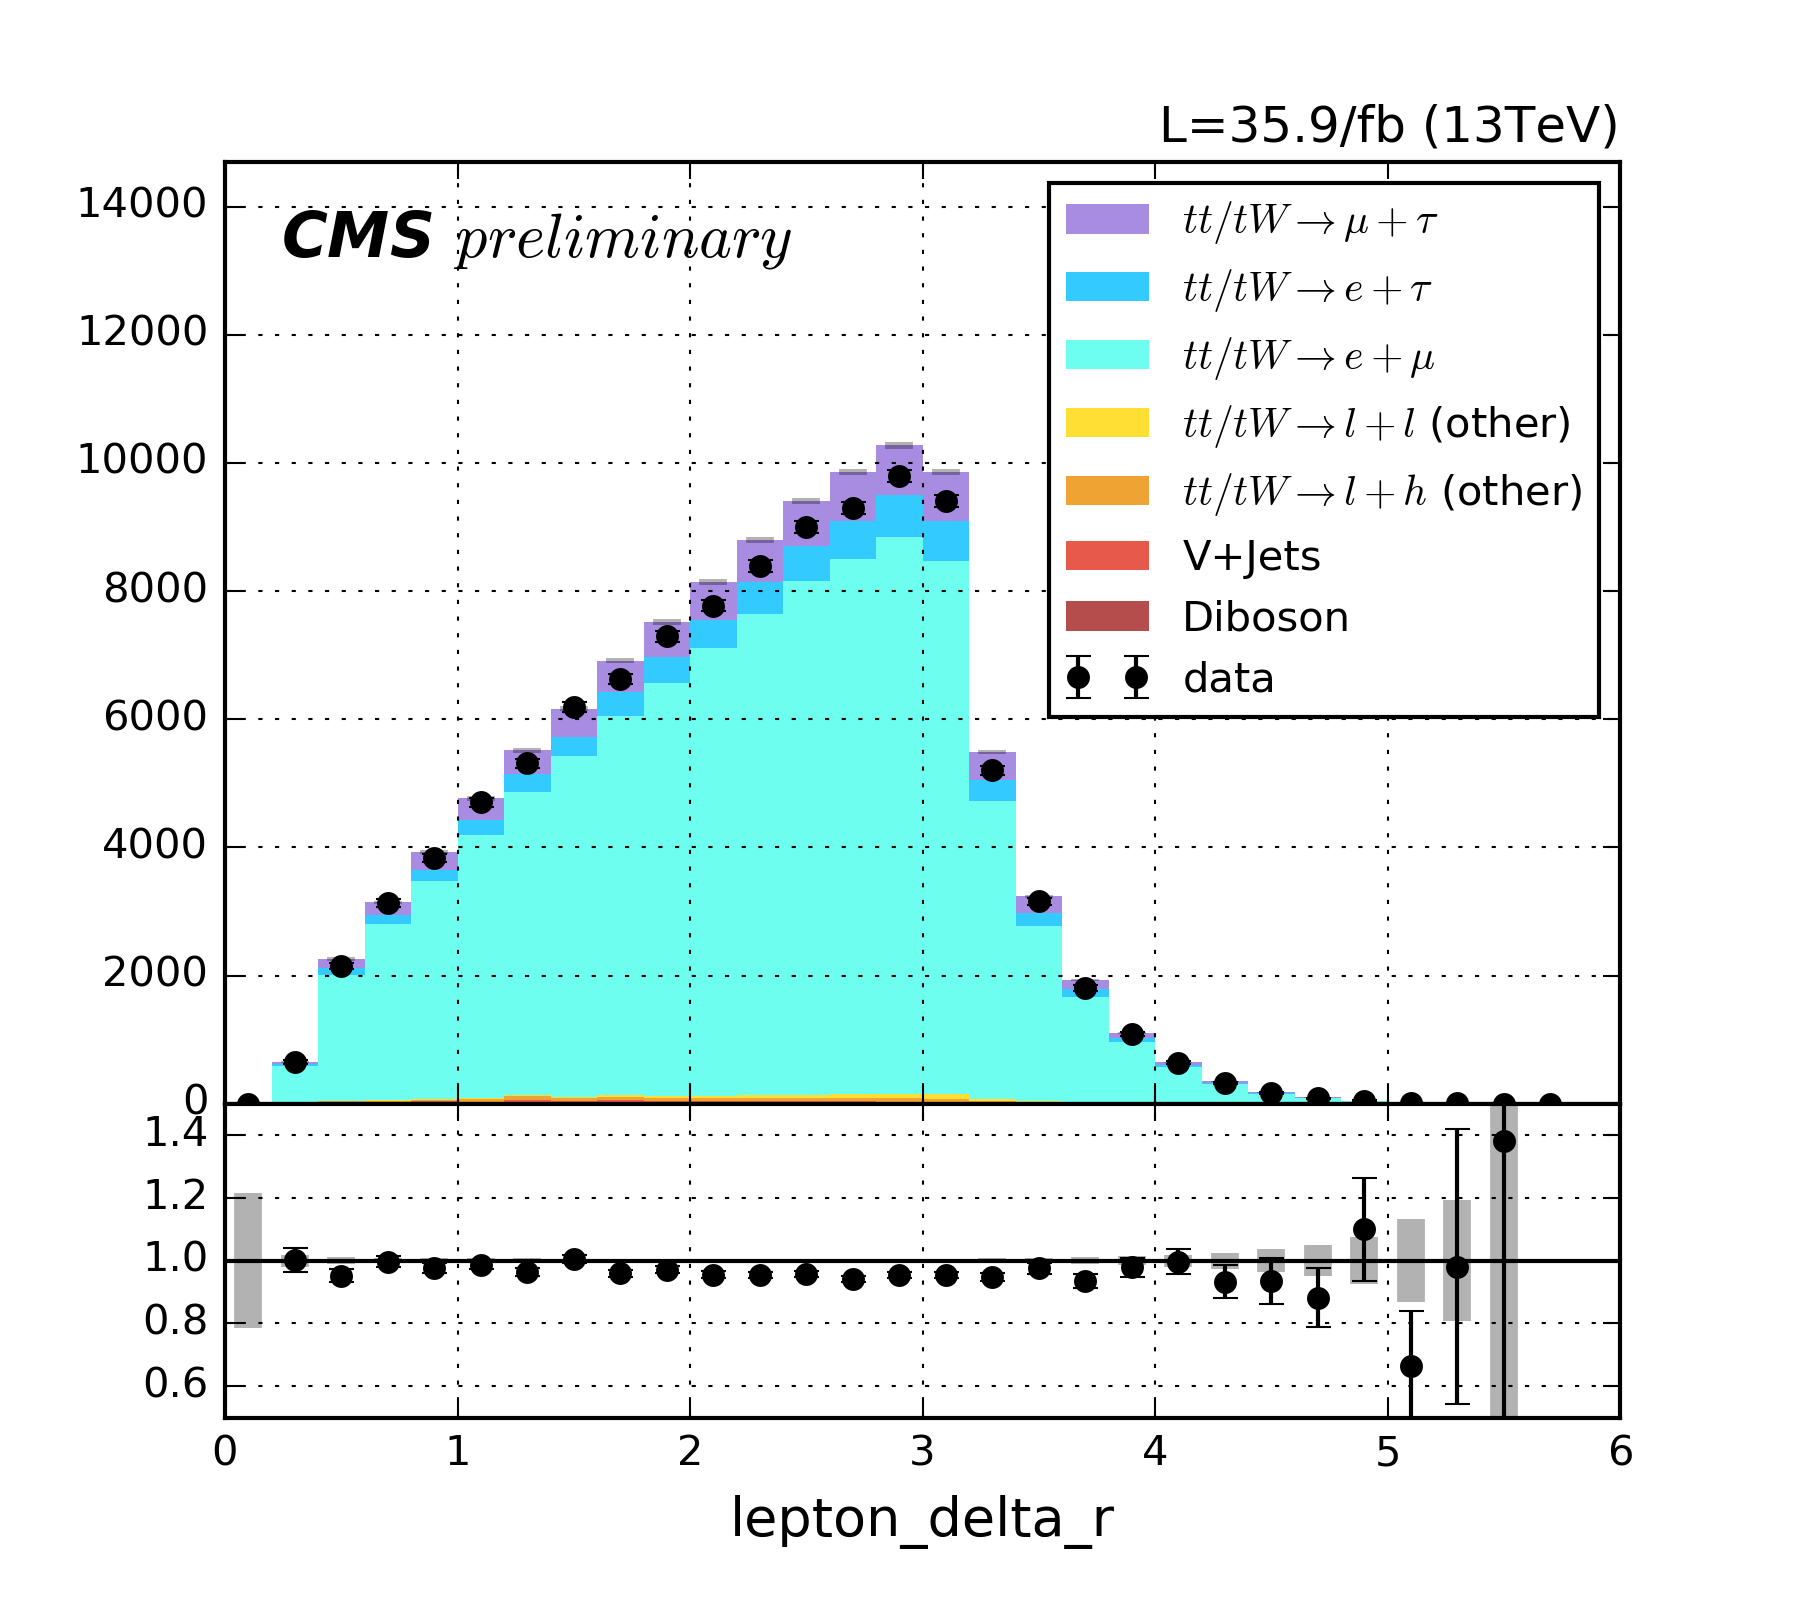 L=35.9/fb (13TeV)
CMS preliminary
14000
12000
10000
8000
6000
4000
2000
0
tt/tW→μ+τ
tt/tW→e+τ
tt/tW→e+μ
tt/tW→l+l (other)
tt/tW→l+h (other)
V+Jets
Diboson
data
1.4
1.2
1.0
0.8
0.6
0 1 2 3 4 5 6
lepton_delta_r